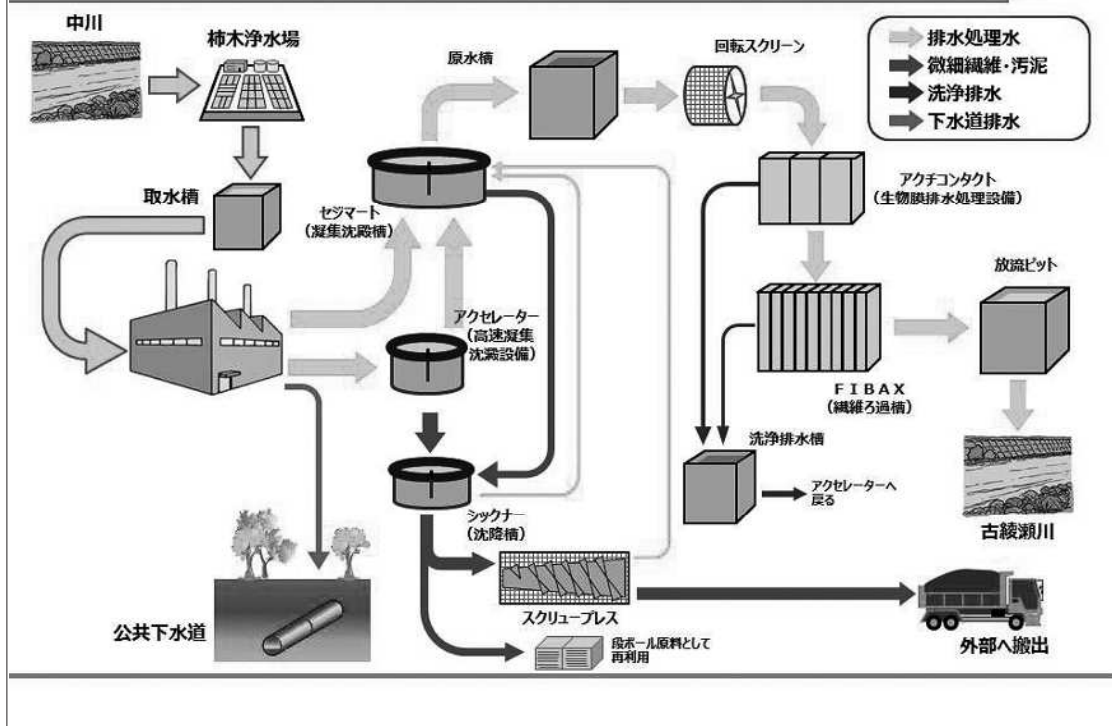 中川
柿木浄水場
取水槽
原水槽
回転スクリーン
排水処理水
微細繊維・汚泥
洗浄排水
下水道排水
セジマート
(凝集沈殿槽)
アクチコンタクト
(生物膜排水処理設備)
アクセレーター
(高速凝集
沈殿設備)
放流ピット
ＦＩＢＡＸ
(繊維ろ過槽)
洗浄排水槽
アクセレーターへ
戻る
シックナー
(沈降槽)
古綾瀬川
スクリュープレス
公共下水道
段ボール原料として
再利用
外部へ搬出